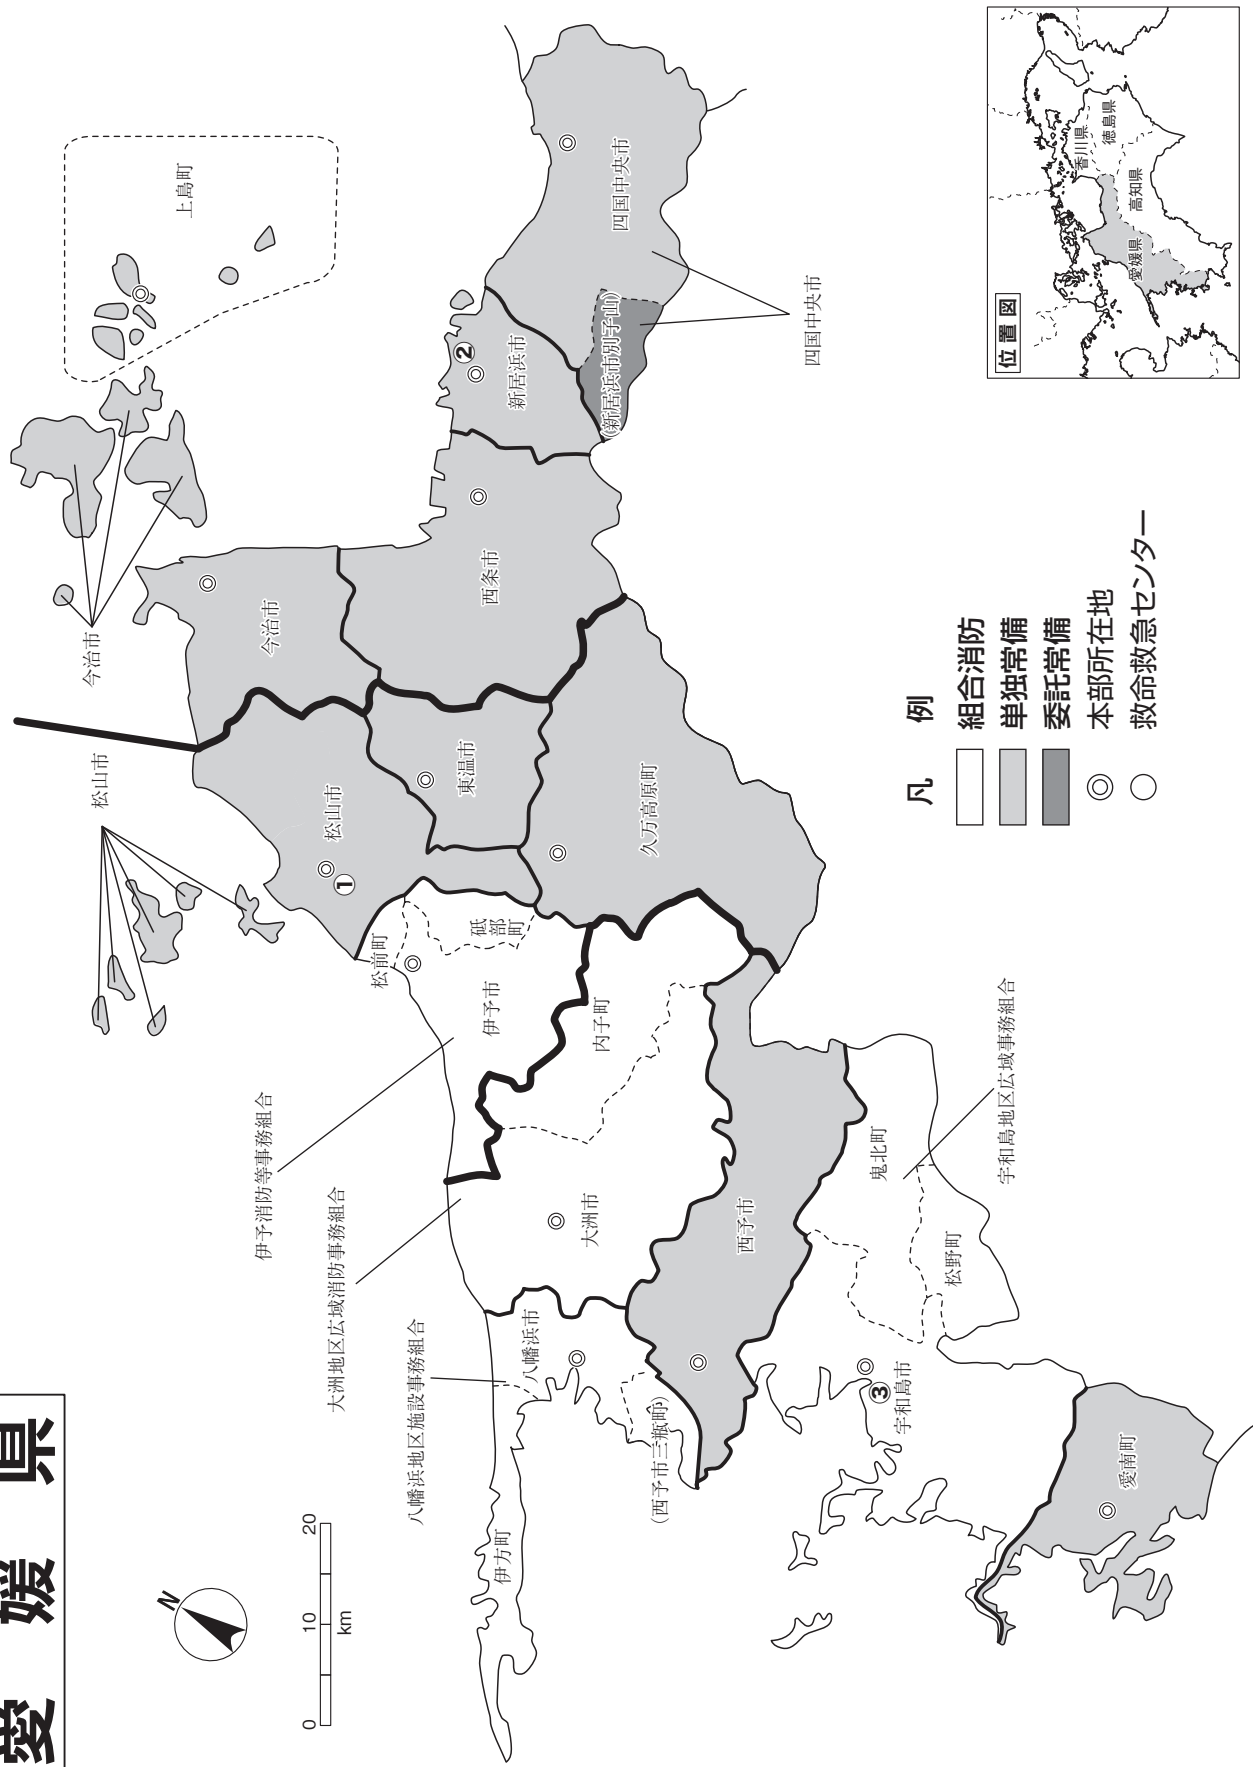 愛媛県
N
0 10 20
km
上島町
今治市
今治市
松山市
松山市
①
東温市
西条市
新居浜市
②
四国中央市
(新居浜市別子山)
四国中央市
久万高原町
松前町
砥部町
伊予市
内子町
伊予消防等事務組合
大洲地区広域消防事務組合
大洲市
八幡浜地区施設事務組合
八幡浜市
伊方町
(西予市三瓶町)
西予市
鬼北町
松野町
宇和島地区広域事務組合
③
宇和島市
愛南町
凡例
組合消防
単独常備
委託常備
本部所在地
救命救急センター
位置図
香川県
徳島県
高知県
愛媛県